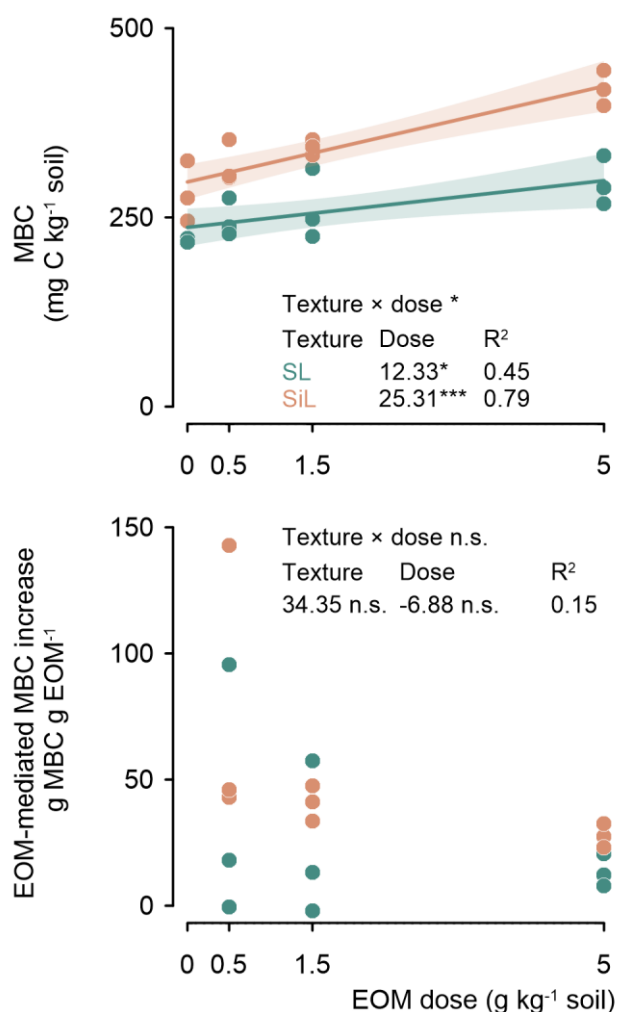 500
250
0
MBC
(mg C kg⁻¹ soil)
Texture × dose *
Texture Dose R²
SL 12.33* 0.45
SiL 25.31*** 0.79
0 0.5 1.5 5
150
100
50
0
EOM-mediated MBC increase
g MBC g EOM⁻¹
Texture × dose n.s.
Texture Dose R²
34.35 n.s. -6.88 n.s. 0.15
0 0.5 1.5 5
EOM dose (g kg⁻¹ soil)